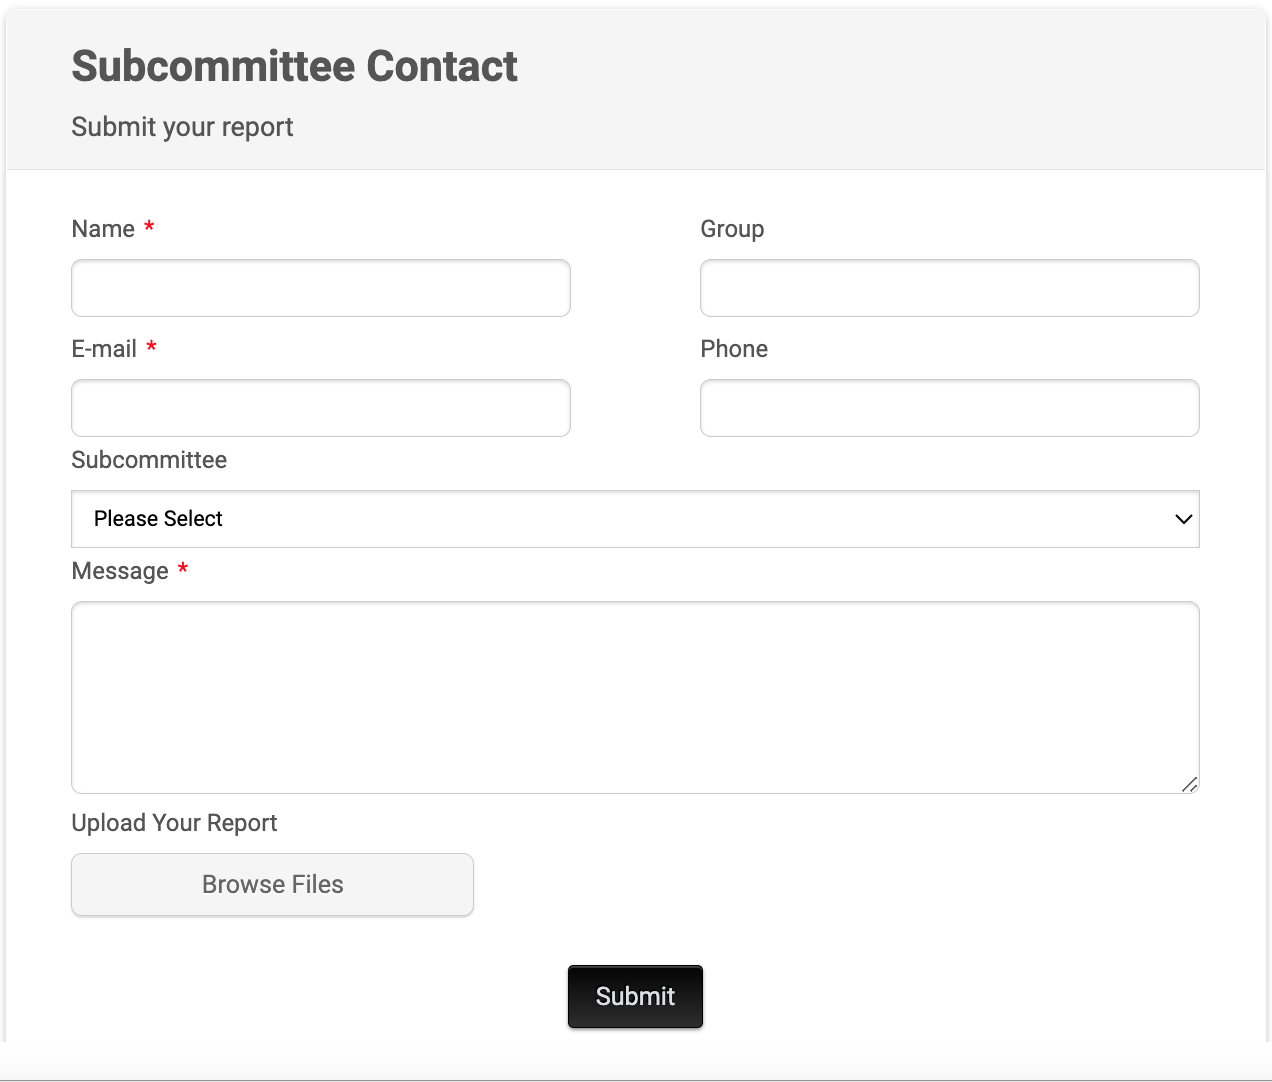 Subcommittee Contact
Submit your report
Name *
Group
E-mail *
Phone
Subcommittee
Please Select
Message *
Upload Your Report
Browse Files
Submit